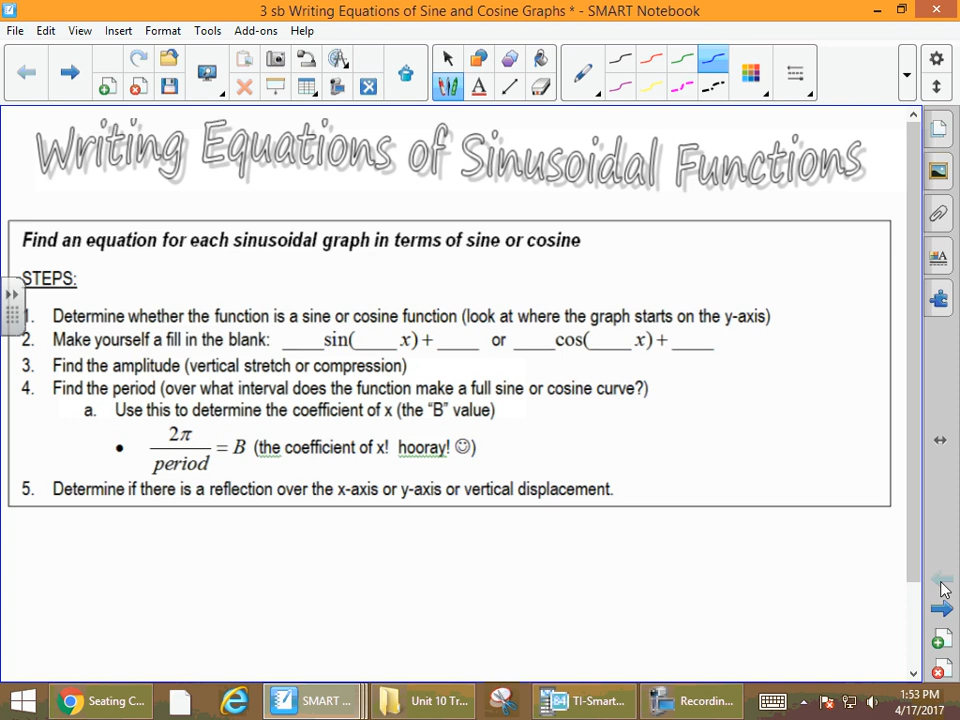 3 sb Writing Equations of Sine and Cosine Graphs * - SMART Notebook
File Edit View Insert Format Tools Add-ons Help
Writing Equations of Sinusoidal Functions
Find an equation for each sinusoidal graph in terms of sine or cosine
STEPS:
1. Determine whether the function is a sine or cosine function (look at where the graph starts on the y-axis)
2. Make yourself a fill in the blank: ____sin(____ x) + ____ or ____cos(____ x) + ____
3. Find the amplitude (vertical stretch or compression)
4. Find the period (over what interval does the function make a full sine or cosine curve?)
a. Use this to determine the coefficient of x (the “B” value)
• 2π / period = B (the coefficient of x! hooray! ☺)
5. Determine if there is a reflection over the x-axis or y-axis or vertical displacement.
Seating C... SMART ... Unit 10 Tr... TI-Smart... Recording...
1:53 PM
4/17/2017